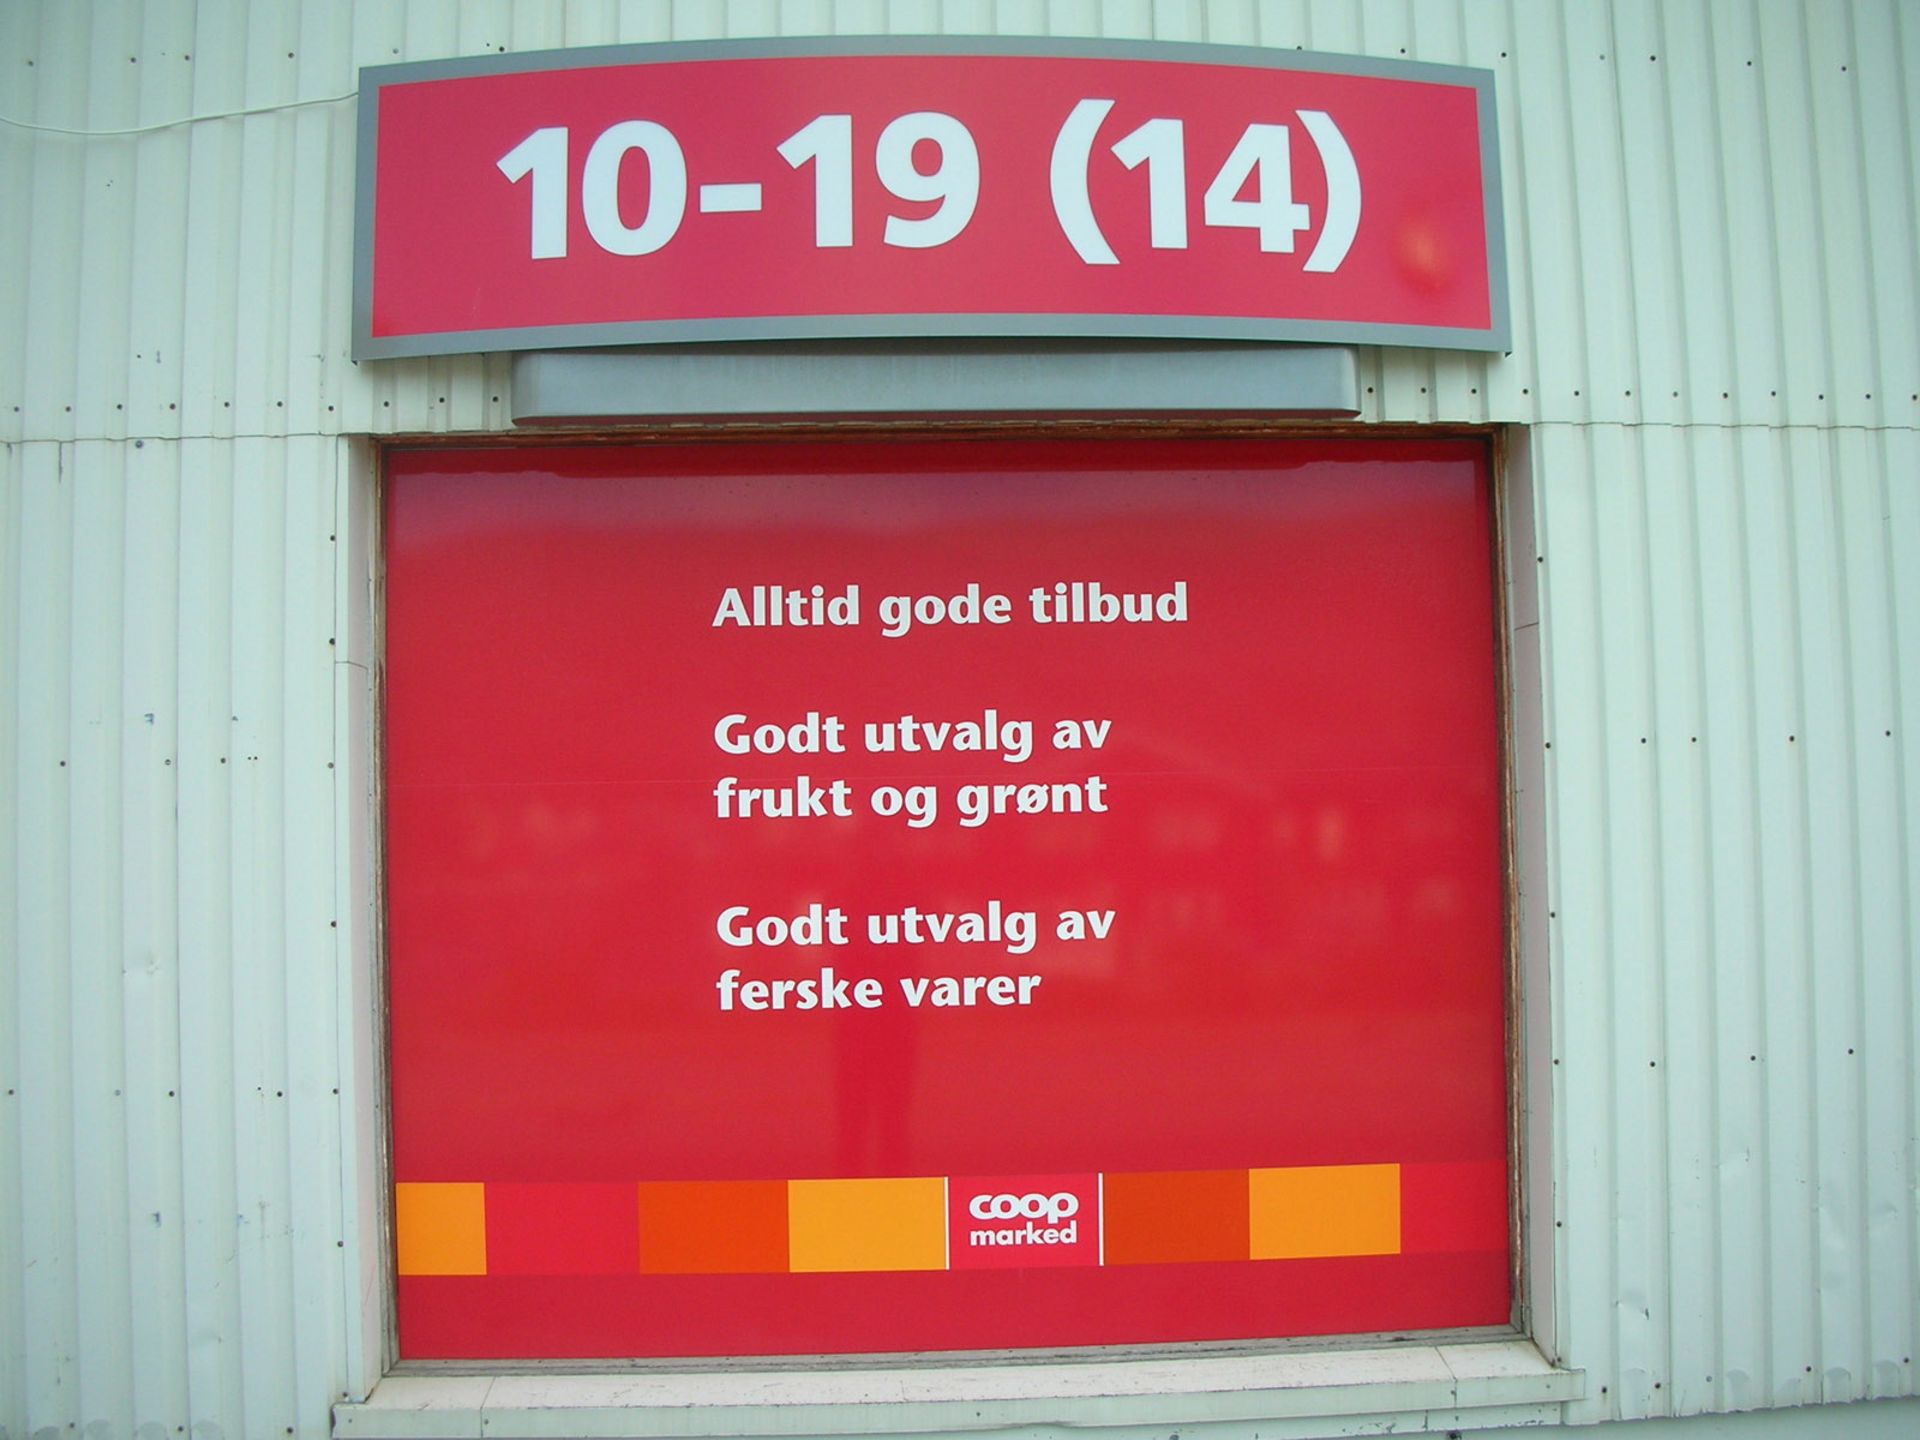 10-19 (14)
Alltid gode tilbud
Godt utvalg av
frukt og grønt
Godt utvalg av
ferske varer
coop
marked